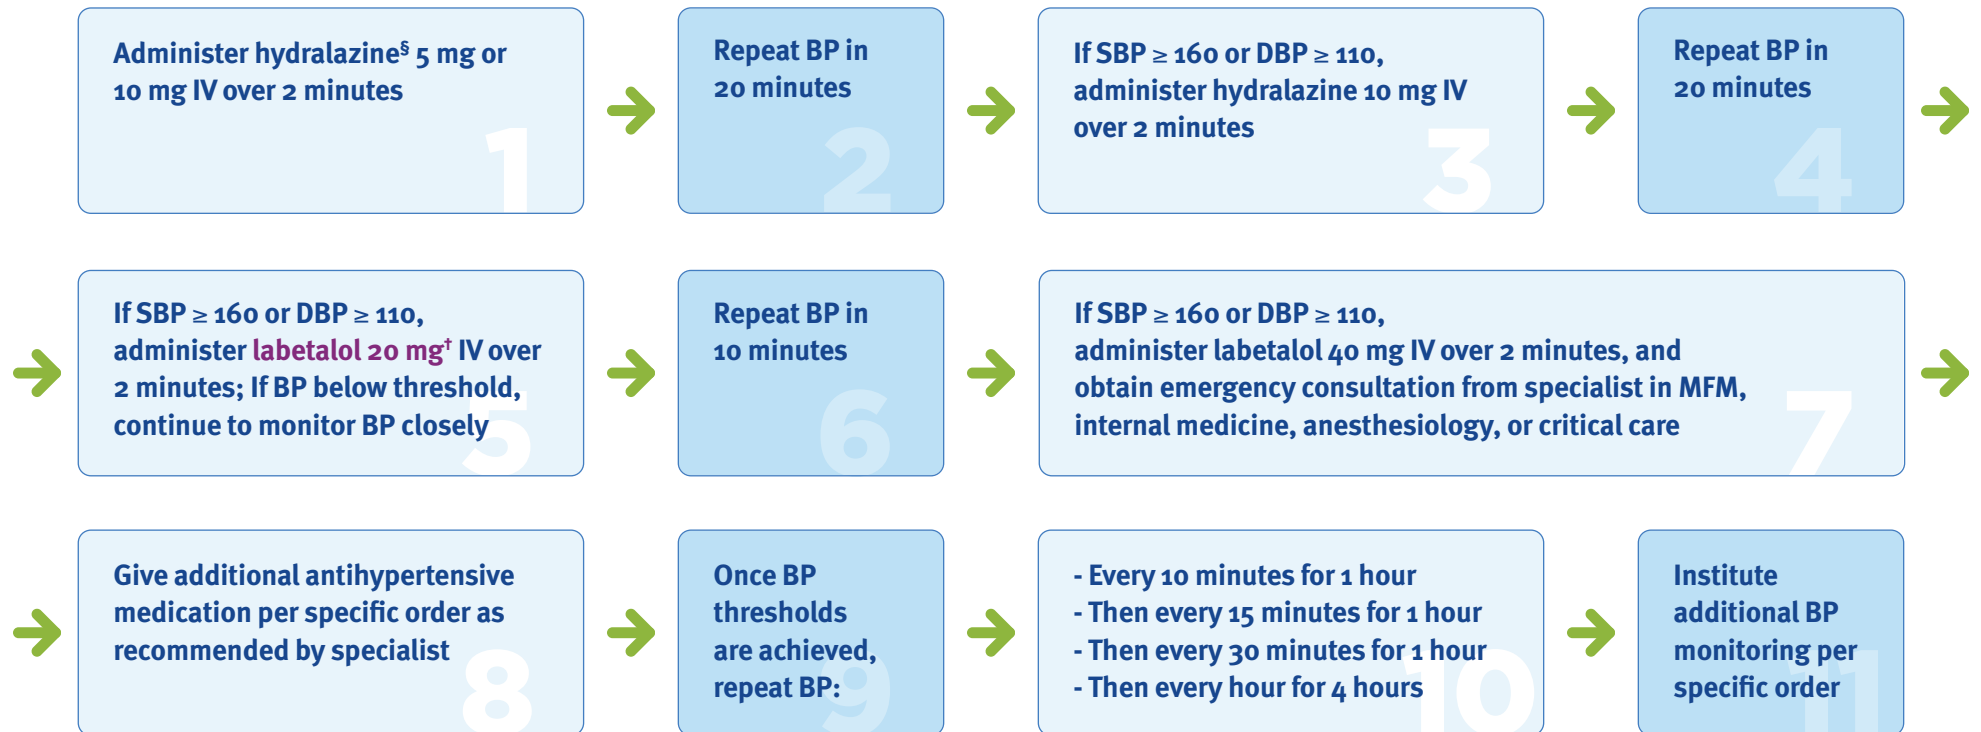 Administer hydralazine§ 5 mg or
10 mg IV over 2 minutes
1
Repeat BP in
20 minutes
2
If SBP ≥ 160 or DBP ≥ 110,
administer hydralazine 10 mg IV
over 2 minutes
3
Repeat BP in
20 minutes
4
If SBP ≥ 160 or DBP ≥ 110,
administer labetalol 20 mg† IV over
2 minutes; If BP below threshold,
continue to monitor BP closely
5
Repeat BP in
10 minutes
6
If SBP ≥ 160 or DBP ≥ 110,
administer labetalol 40 mg IV over 2 minutes, and
obtain emergency consultation from specialist in MFM,
internal medicine, anesthesiology, or critical care
7
Give additional antihypertensive
medication per specific order as
recommended by specialist
8
Once BP
thresholds
are achieved,
repeat BP:
9
- Every 10 minutes for 1 hour
- Then every 15 minutes for 1 hour
- Then every 30 minutes for 1 hour
- Then every hour for 4 hours
10
Institute
additional BP
monitoring per
specific order
11